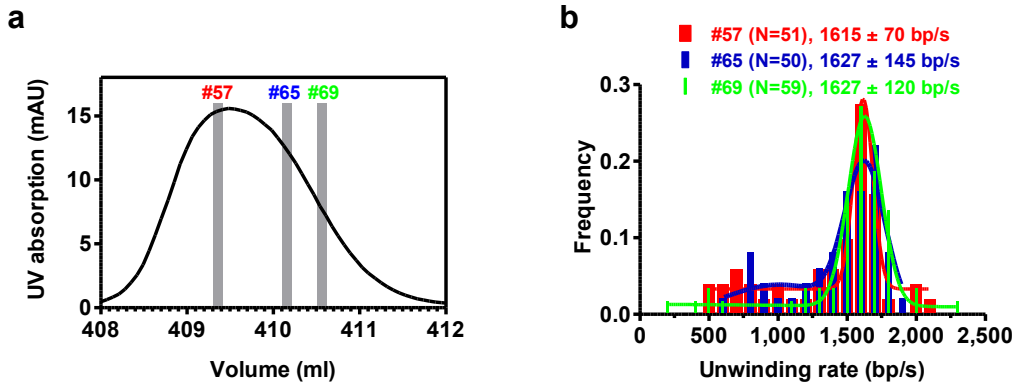 a
UV absorption (mAU)
15
10
5
0
#57 #65 #69
408 409 410 411 412
Volume (ml)
b
#57 (N=51), 1615 ± 70 bp/s
#65 (N=50), 1627 ± 145 bp/s
#69 (N=59), 1627 ± 120 bp/s
Frequency
0.3
0.2
0.1
0.0
0 500 1,000 1,500 2,000 2,500
Unwinding rate (bp/s)